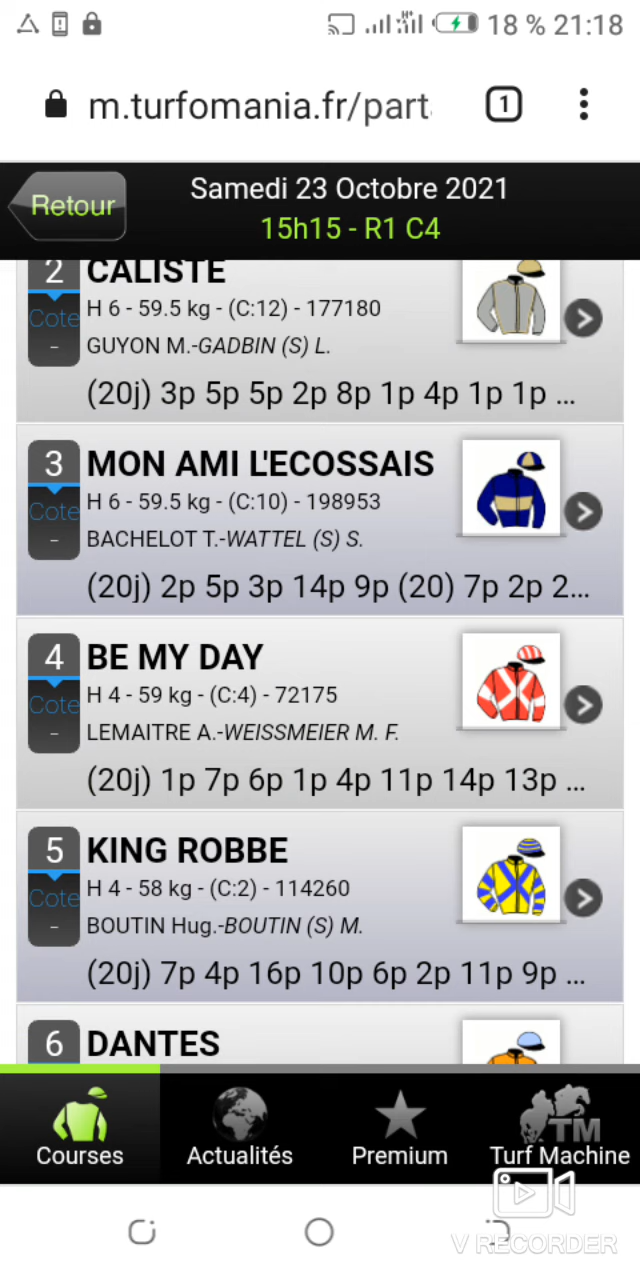 18 % 21:18
m.turfomania.fr/part
1
Retour
Samedi 23 Octobre 2021
15h15 - R1 C4
2 CALISTE
Cote
H 6 - 59.5 kg - (C:12) - 177180
-
GUYON M.-GADBIN (S) L.
(20j) 3p 5p 5p 2p 8p 1p 4p 1p 1p ...
3 MON AMI L'ECOSSAIS
Cote
H 6 - 59.5 kg - (C:10) - 198953
-
BACHELOT T.-WATTEL (S) S.
(20j) 2p 5p 3p 14p 9p (20) 7p 2p 2...
4 BE MY DAY
Cote
H 4 - 59 kg - (C:4) - 72175
-
LEMAITRE A.-WEISSMEIER M. F.
(20j) 1p 7p 6p 1p 4p 11p 14p 13p ...
5 KING ROBBE
Cote
H 4 - 58 kg - (C:2) - 114260
-
BOUTIN Hug.-BOUTIN (S) M.
(20j) 7p 4p 16p 10p 6p 2p 11p 9p ...
6 DANTES
TM
Courses Actualités Premium Turf Machine
V RECORDER